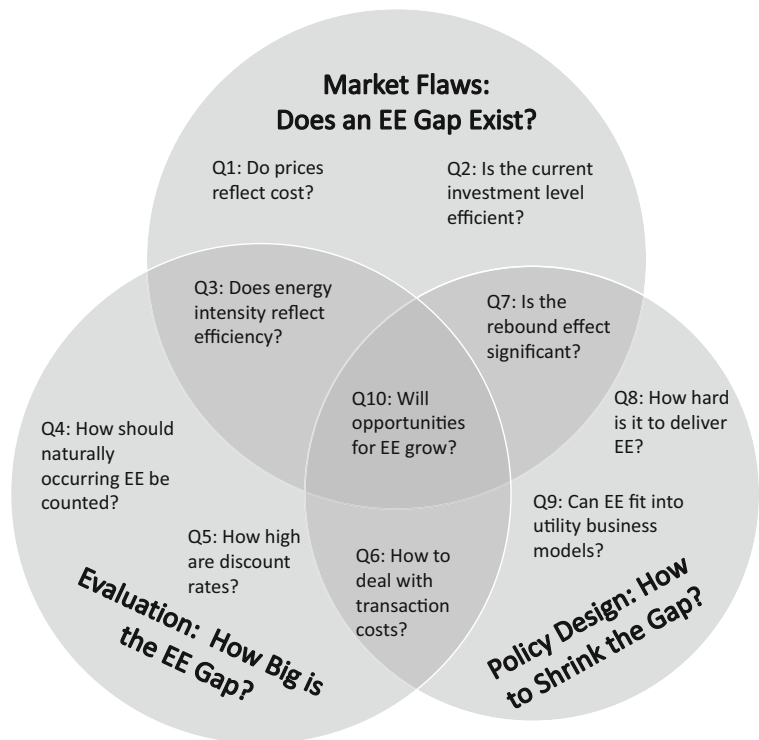 Market Flaws:
Does an EE Gap Exist?
Q1: Do prices
reflect cost?
Q2: Is the current
investment level
efficient?
Q3: Does energy
intensity reflect
efficiency?
Q7: Is the
rebound effect
significant?
Q10: Will
opportunities
for EE grow?
Q8: How hard
is it to deliver
EE?
Q4: How should
naturally
occurring EE be
counted?
Q9: Can EE fit into
utility business
models?
Q5: How high
are discount
rates?
Q6: How to
deal with
transaction
costs?
Evaluation: How Big is
the EE Gap?
Policy Design: How
to Shrink the Gap?